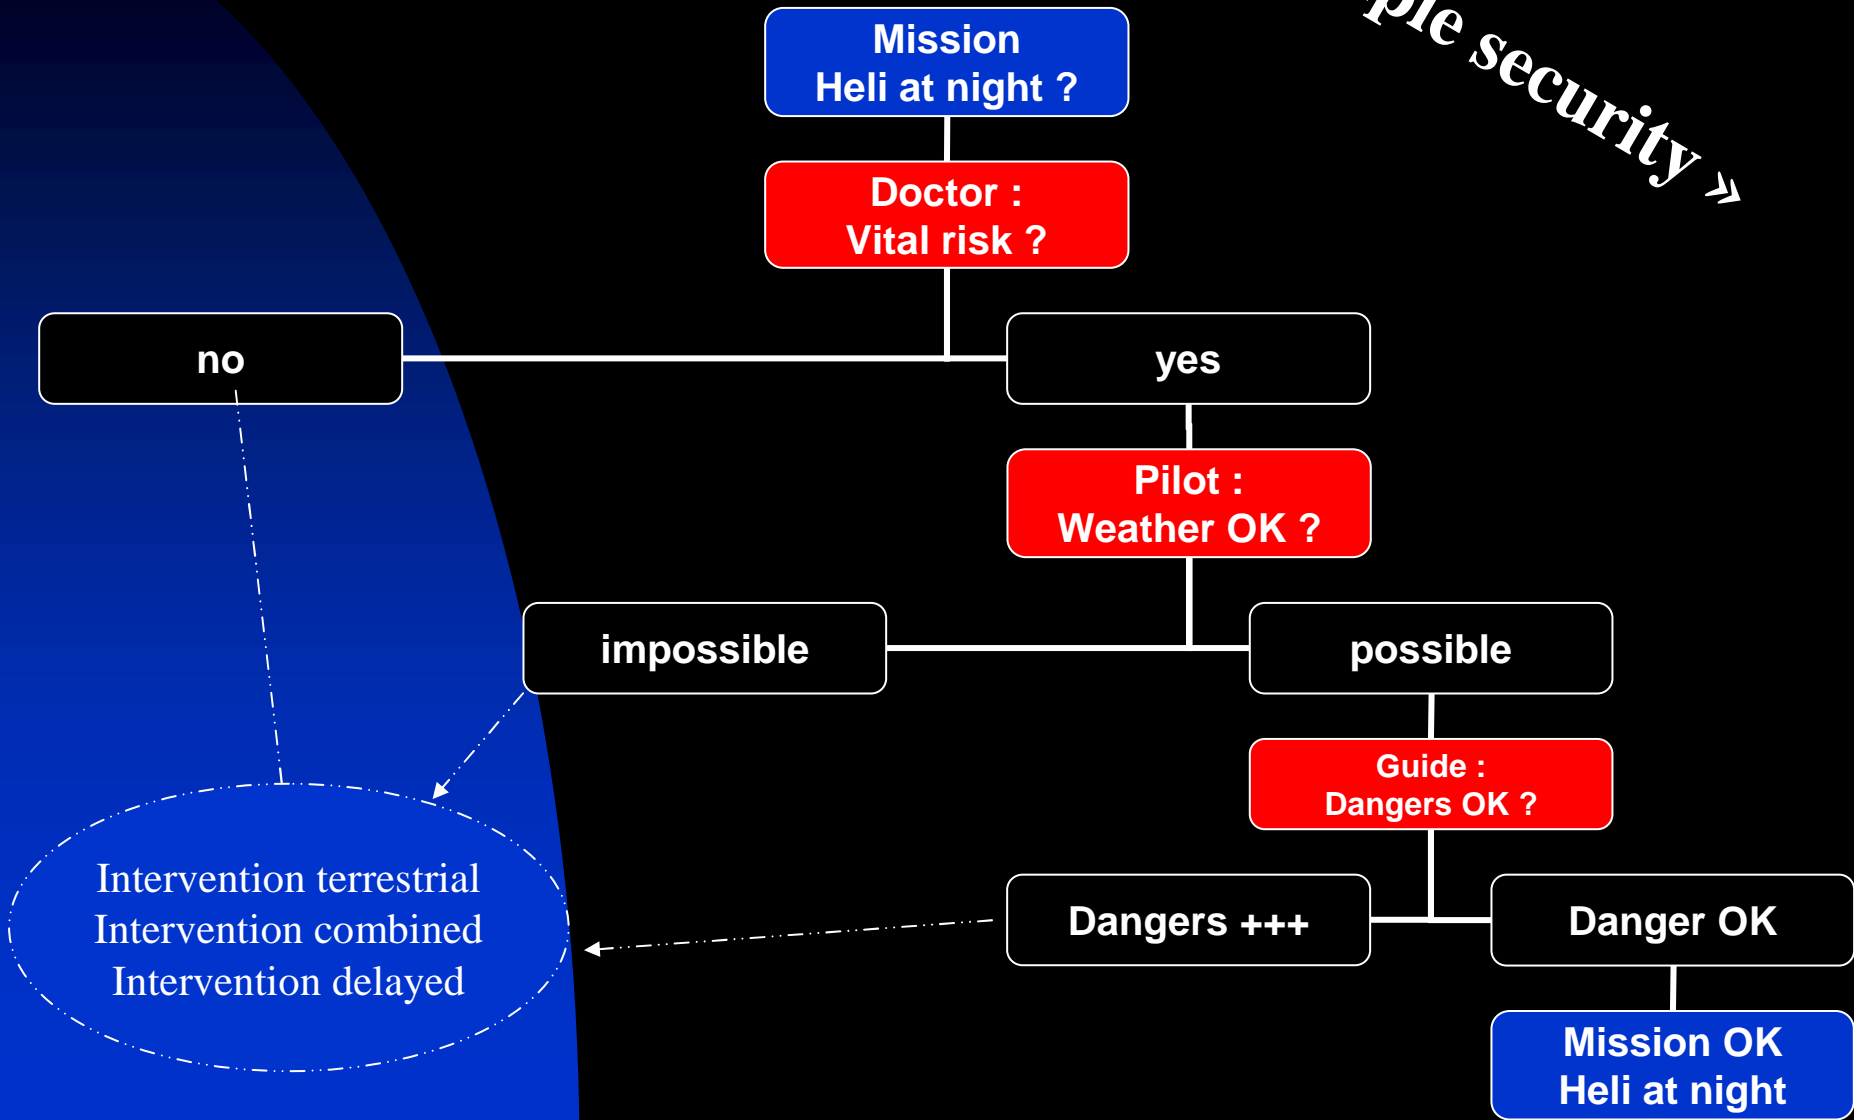 Mission
Heli at night ?
security »
Doctor :
Vital risk ?
no
yes
Pilot :
Weather OK ?
impossible
possible
Guide :
Dangers OK ?
Intervention terrestrial
Intervention combined
Intervention delayed
Dangers +++
Danger OK
Mission OK
Heli at night